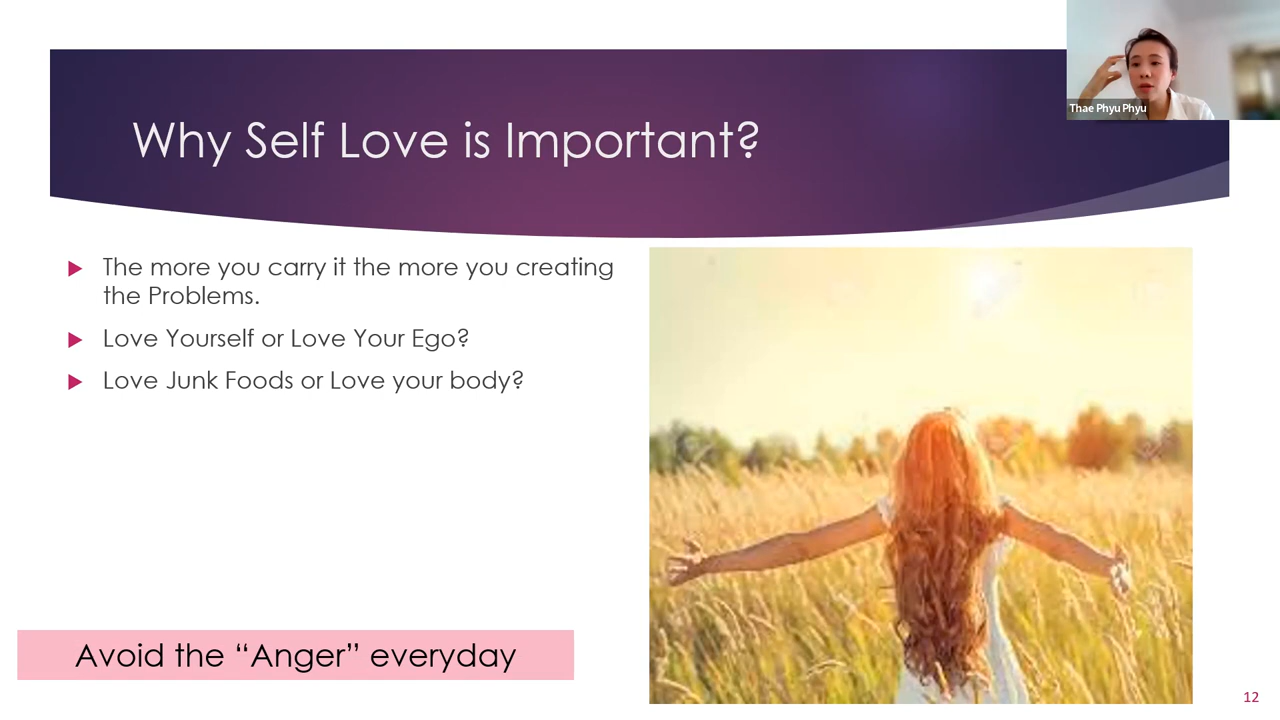 Why Self Love is Important?
Thae Phyu Phyu
The more you carry it the more you creating
the Problems.
Love Yourself or Love Your Ego?
Love Junk Foods or Love your body?
Avoid the “Anger” everyday
12